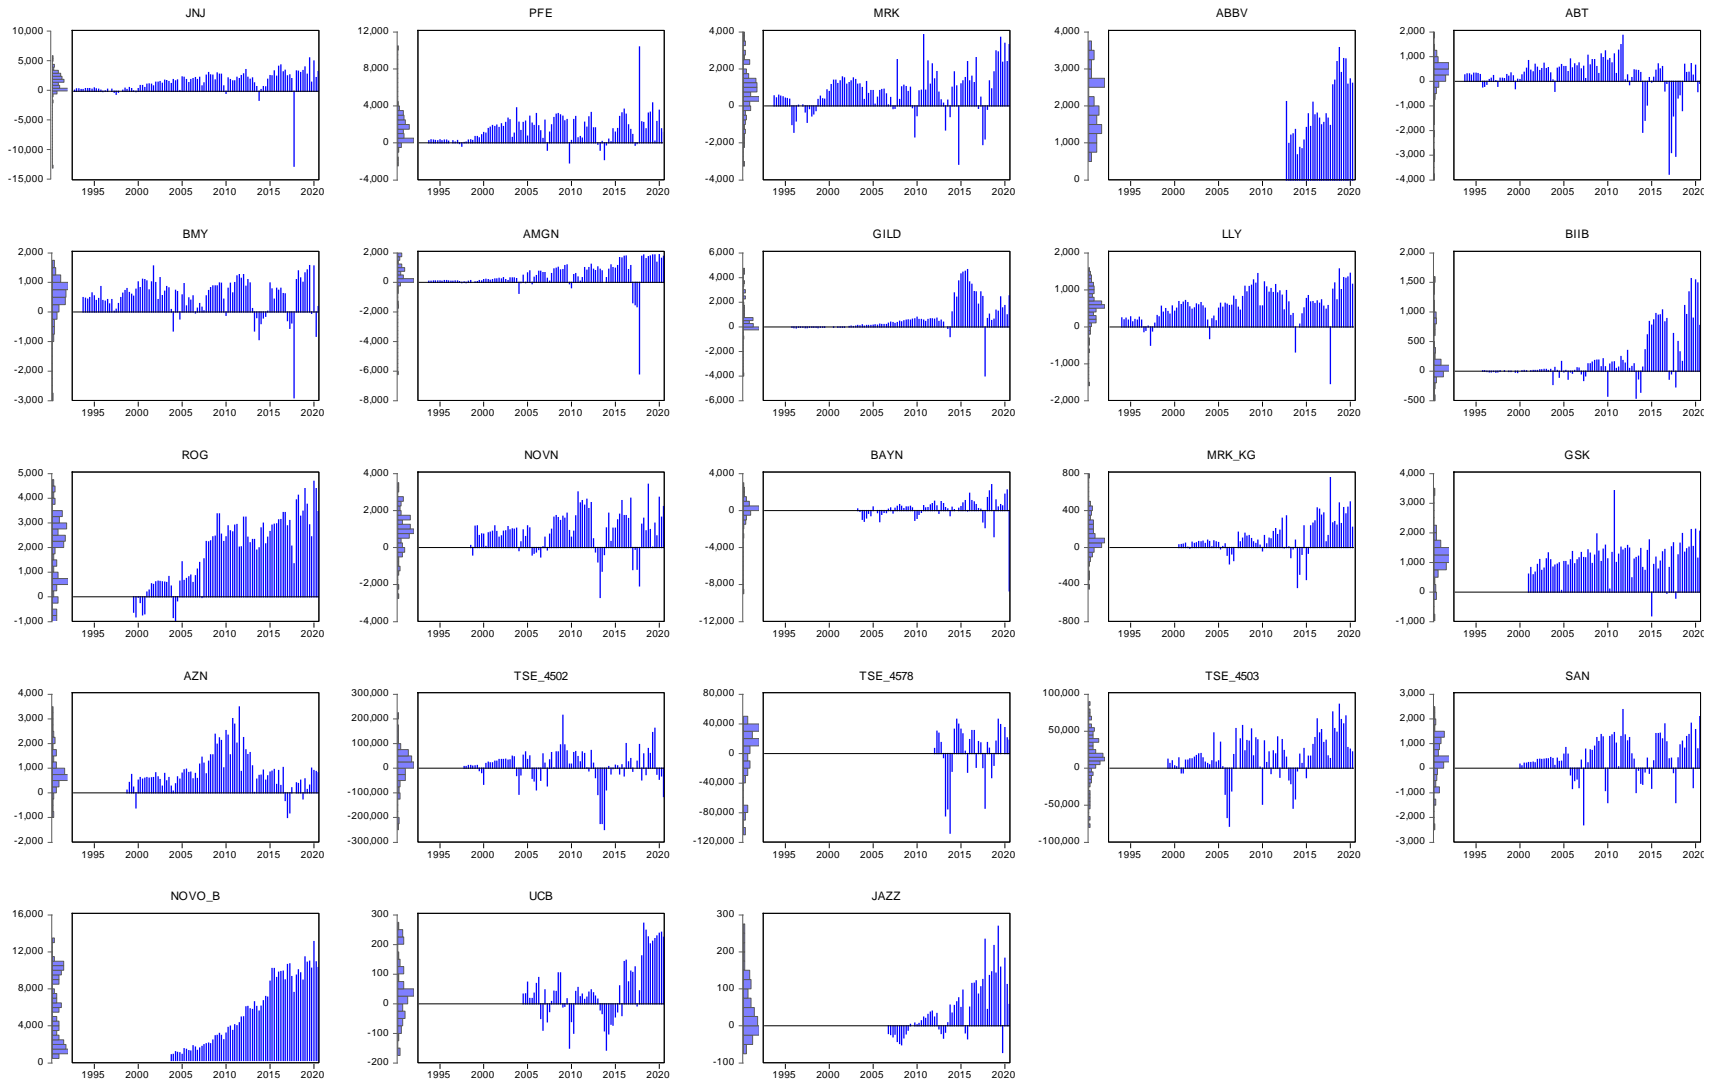 JNJ PFE MRK ABBV ABT
10,000 12,000 4,000 4,000 2,000
5,000 8,000 2,000 3,000 1,000
0 4,000 0 2,000 0
-5,000 0 -2,000 1,000 -1,000
-10,000 -4,000 -4,000 0 -2,000
-15,000 -3,000
-4,000
1995 2000 2005 2010 2015 2020 1995 2000 2005 2010 2015 2020 1995 2000 2005 2010 2015 2020 1995 2000 2005 2010 2015 2020 1995 2000 2005 2010 2015 2020
BMY AMGN GILD LLY BIIB
2,000 2,000 6,000 2,000 2,000
1,000 0 4,000 1,000 1,500
0 -2,000 2,000 0 1,000
-1,000 -4,000 0 -1,000 500
-2,000 -6,000 -2,000 -2,000 0
-3,000 -8,000 -4,000 -500
-6,000
1995 2000 2005 2010 2015 2020 1995 2000 2005 2010 2015 2020 1995 2000 2005 2010 2015 2020 1995 2000 2005 2010 2015 2020 1995 2000 2005 2010 2015 2020
ROG NOVN BAYN MRK_KG GSK
5,000 4,000 4,000 800 4,000
4,000 2,000 0 400 3,000
3,000 0 -4,000 0 2,000
2,000 -2,000 -8,000 -400 1,000
1,000 -4,000 -12,000 -800 0
0 -1,000
-1,000
1995 2000 2005 2010 2015 2020 1995 2000 2005 2010 2015 2020 1995 2000 2005 2010 2015 2020 1995 2000 2005 2010 2015 2020 1995 2000 2005 2010 2015 2020
AZN TSE_4502 TSE_4578 TSE_4503 SAN
4,000 300,000 80,000 100,000 3,000
3,000 200,000 40,000 50,000 2,000
2,000 100,000 0 0 1,000
1,000 0 -40,000 -50,000 0
0 -100,000 -80,000 -100,000 -1,000
-1,000 -200,000 -120,000 -2,000
-2,000 -300,000 -3,000
1995 2000 2005 2010 2015 2020 1995 2000 2005 2010 2015 2020 1995 2000 2005 2010 2015 2020 1995 2000 2005 2010 2015 2020 1995 2000 2005 2010 2015 2020
NOVO_B UCB JAZZ
16,000 300 300
12,000 200 200
8,000 100 100
4,000 0 0
0 -100 -100
-200
1995 2000 2005 2010 2015 2020 1995 2000 2005 2010 2015 2020 1995 2000 2005 2010 2015 2020